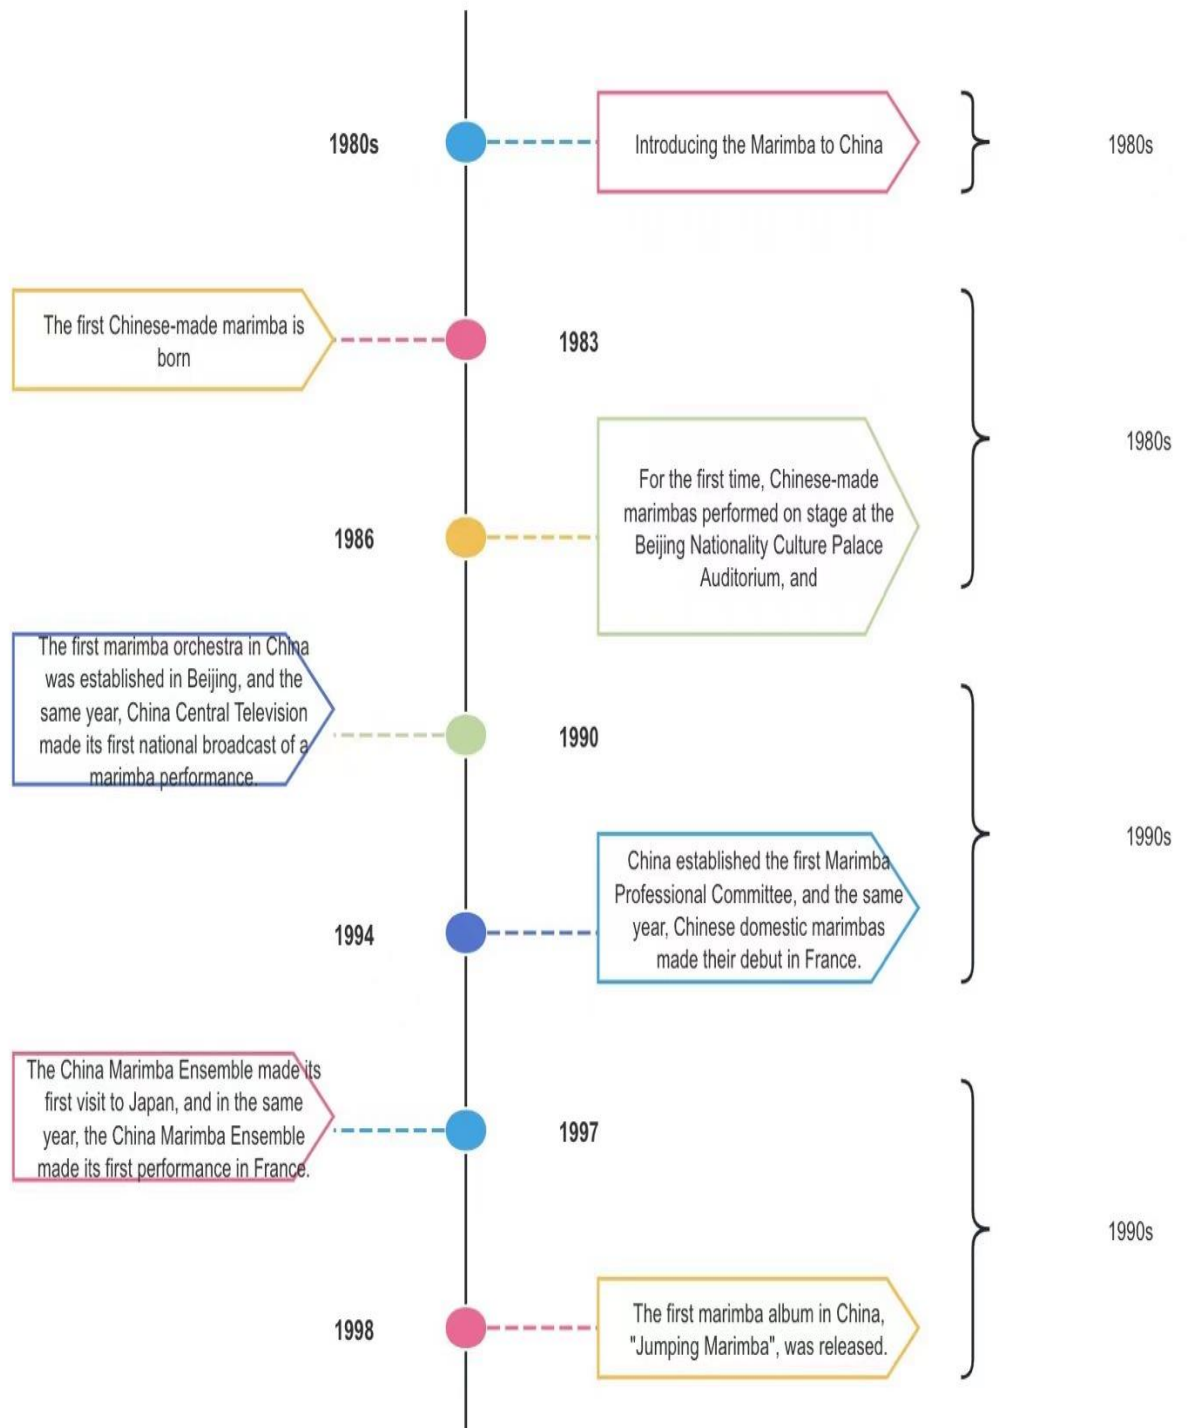 1980s
Introducing the Marimba to China
1980s
The first Chinese-made marimba is
born
1983
1980s
1986
For the first time, Chinese-made
marimbas performed on stage at the
Beijing Nationality Culture Palace
Auditorium, and
The first marimba orchestra in China
was established in Beijing, and the
same year, China Central Television
made its first national broadcast of a
marimba performance.
1990
1990s
1994
China established the first Marimba
Professional Committee, and the same
year, Chinese domestic marimbas
made their debut in France.
The China Marimba Ensemble made its
first visit to Japan, and in the same
year, the China Marimba Ensemble
made its first performance in France.
1997
1990s
1998
The first marimba album in China,
"Jumping Marimba", was released.